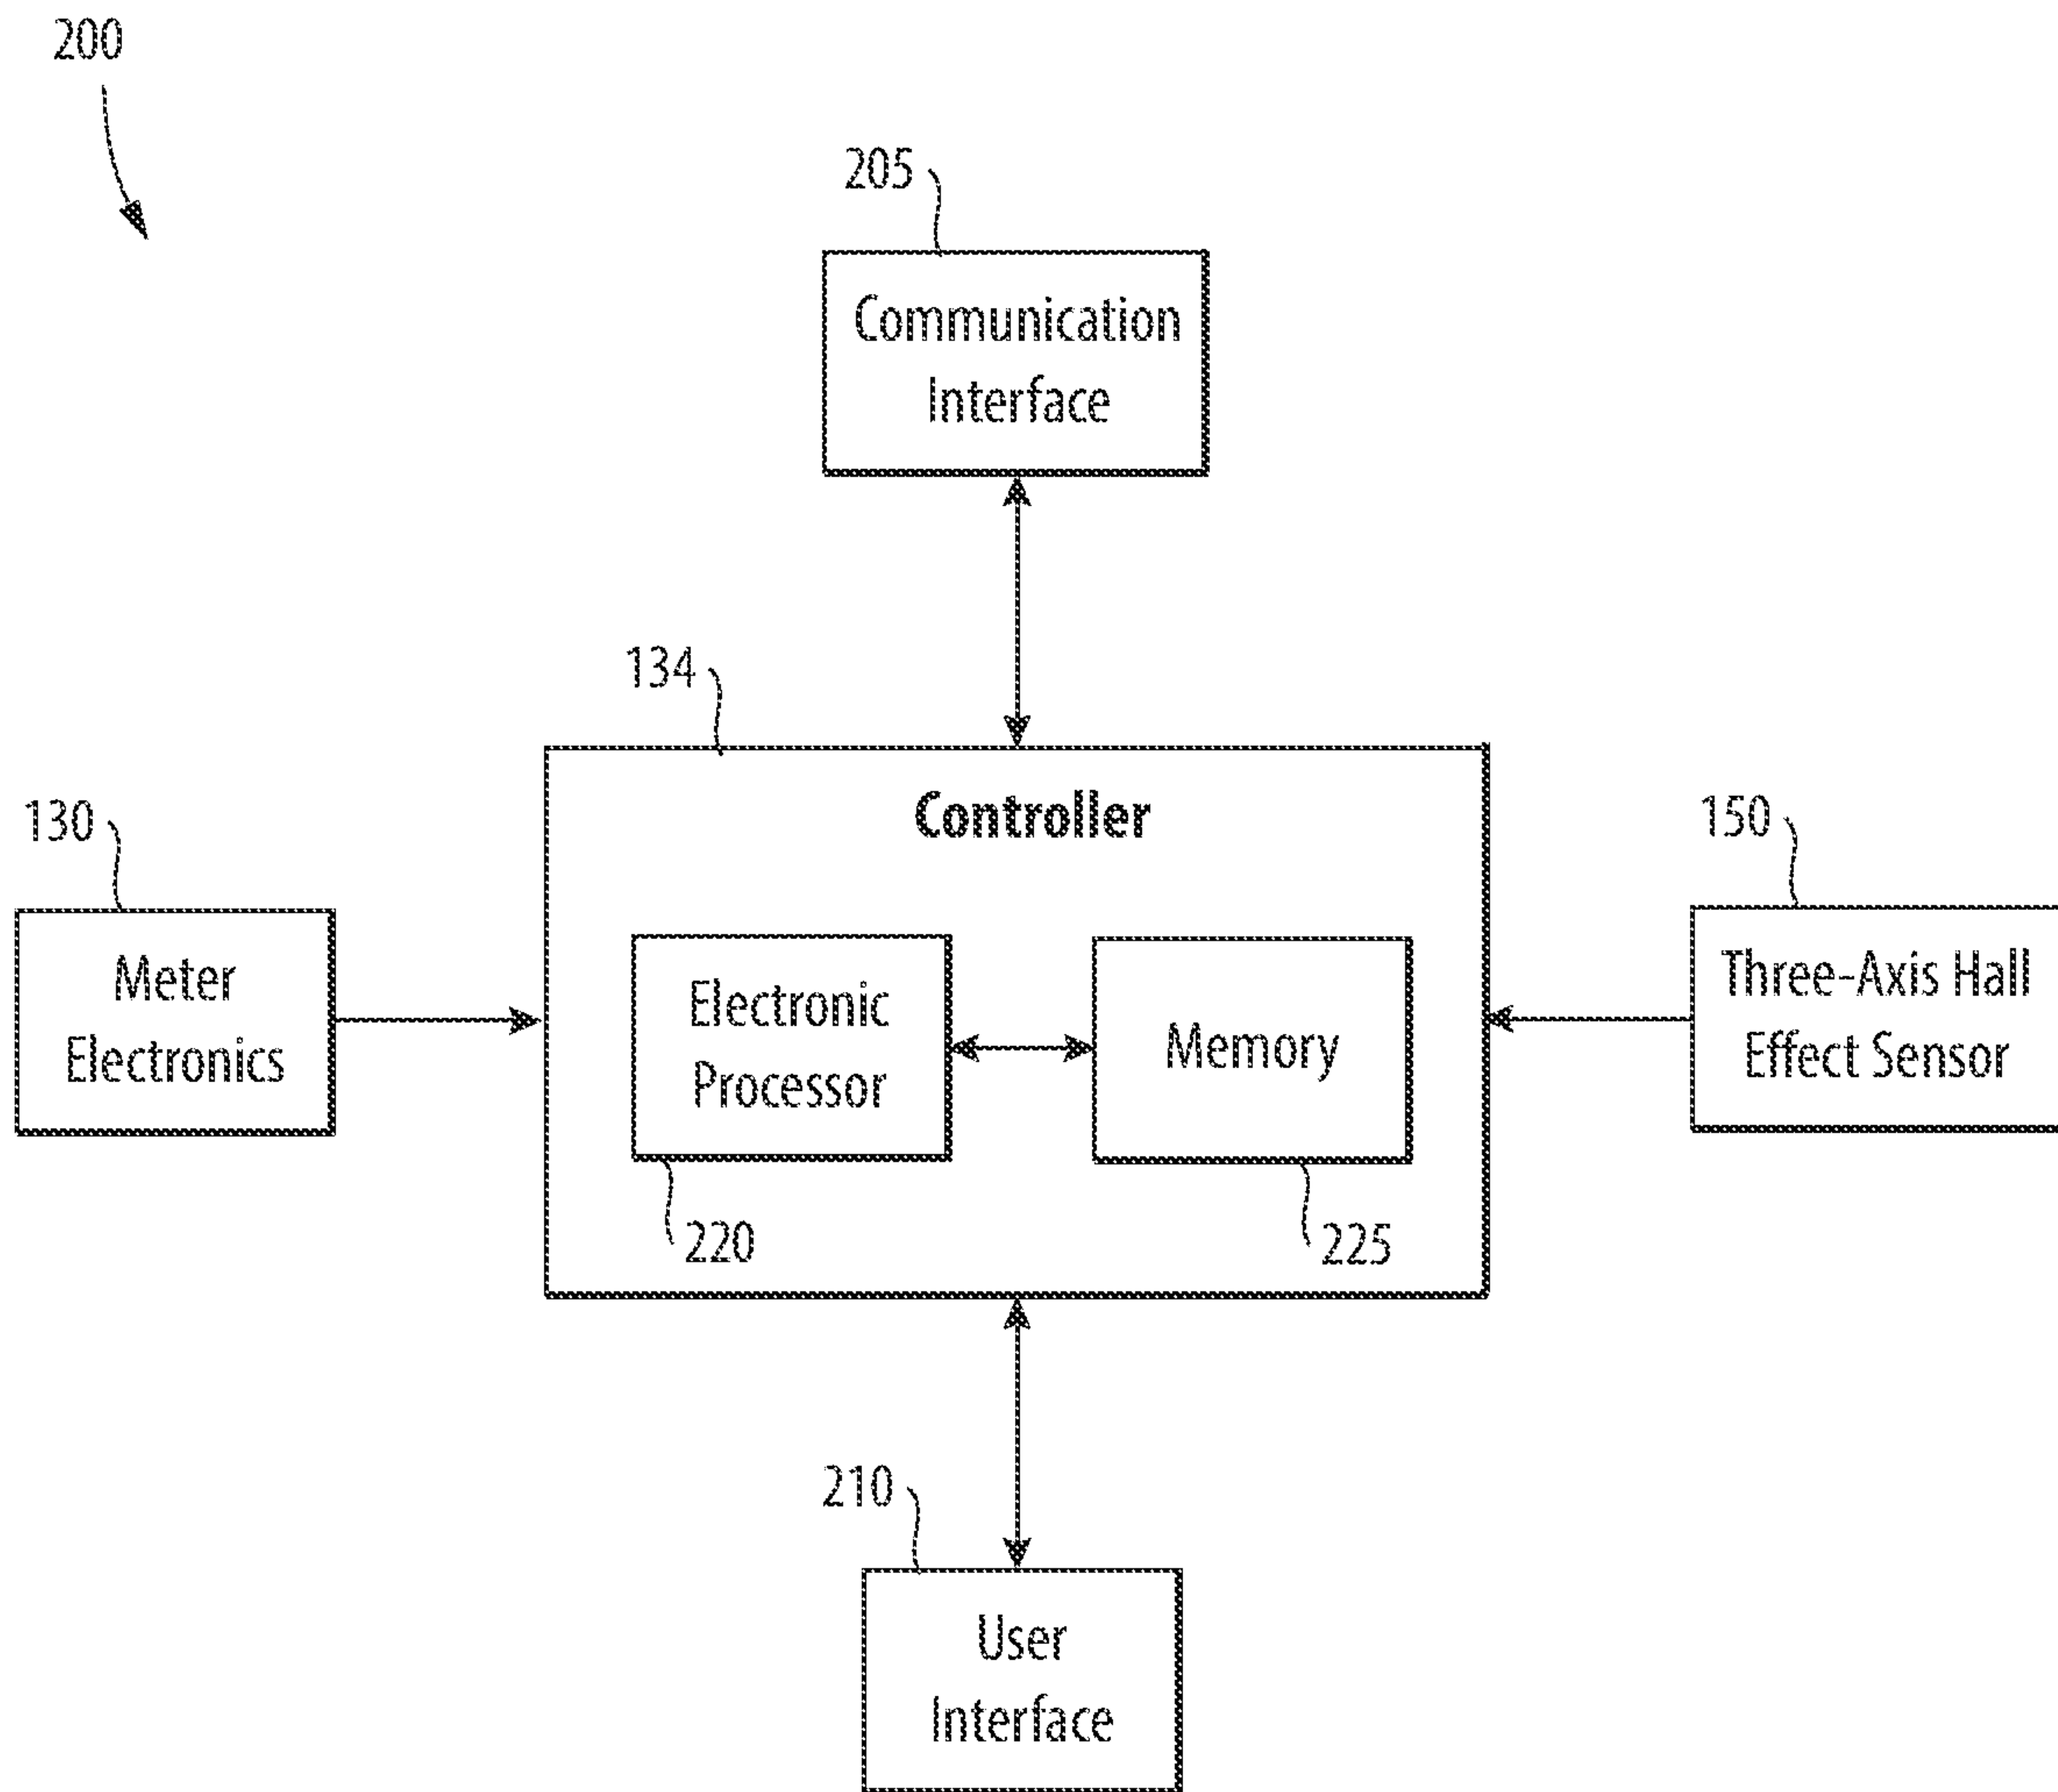 200
205
Communication
Interface
134
Controller
130
Meter
Electronics
Electronic
Processor
220
Memory
225
150
Three-Axis Hall
Effect Sensor
210
User
Interface